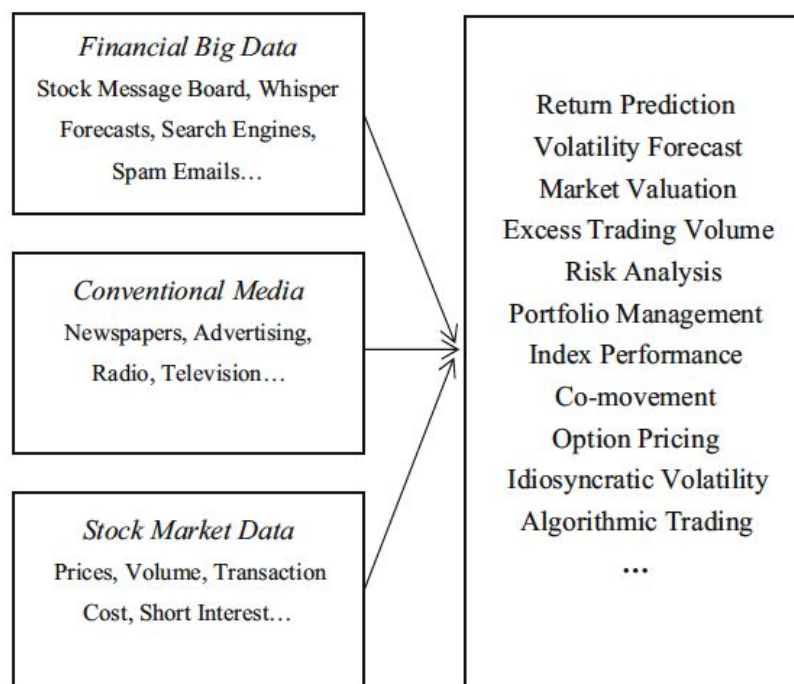 Financial Big Data
Stock Message Board, Whisper
Forecasts, Search Engines,
Spam Emails…
Conventional Media
Newspapers, Advertising,
Radio, Television…
Stock Market Data
Prices, Volume, Transaction
Cost, Short Interest…
Return Prediction
Volatility Forecast
Market Valuation
Excess Trading Volume
Risk Analysis
Portfolio Management
Index Performance
Co-movement
Option Pricing
Idiosyncratic Volatility
Algorithmic Trading
…